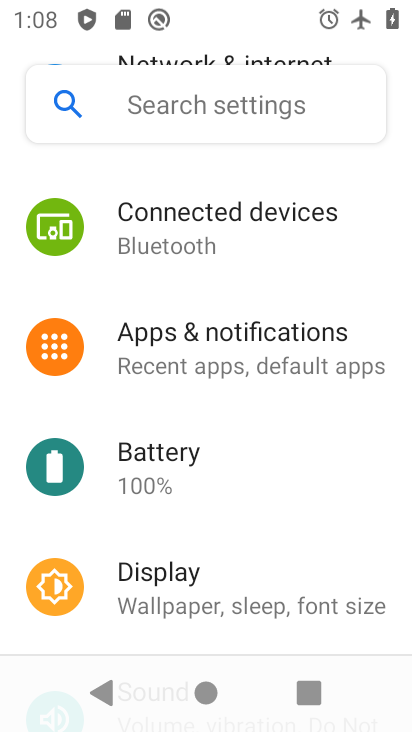 1:08
Network & internet
Search settings
Connected devices
Bluetooth
Apps & notifications
Recent apps, default apps
Battery
100%
Display
Wallpaper, sleep, font size
Sound
Volume, vibration, Do Not